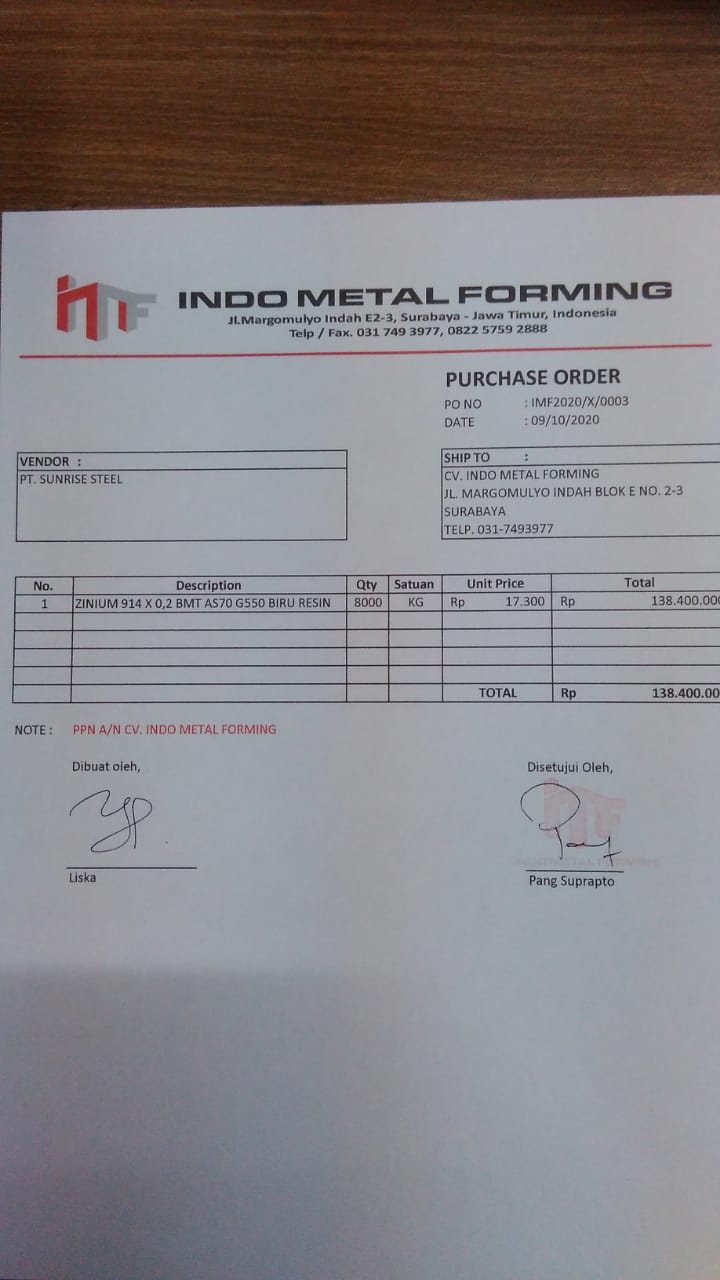 INDO METAL FORMING
Jl.Margomulyo Indah E2-3, Surabaya - Jawa Timur, Indonesia
Telp / Fax. 031 749 3977, 0822 5759 2888
PURCHASE ORDER
PO NO : IMF2020/X/0003
DATE : 09/10/2020
VENDOR :
PT. SUNRISE STEEL
SHIP TO :
CV. INDO METAL FORMING
JL. MARGOMULYO INDAH BLOK E NO. 2-3
SURABAYA
TELP. 031-7493977
No. Description Qty Satuan Unit Price Total
1 ZINIUM 914 X 0,2 BMT AS70 G550 BIRU RESIN 8000 KG Rp 17.300 Rp 138.400.000
TOTAL Rp 138.400.00
NOTE : PPN A/N CV. INDO METAL FORMING
Dibuat oleh, Disetujui Oleh,
INDO METAL FORMING
Liska Pang Suprapto